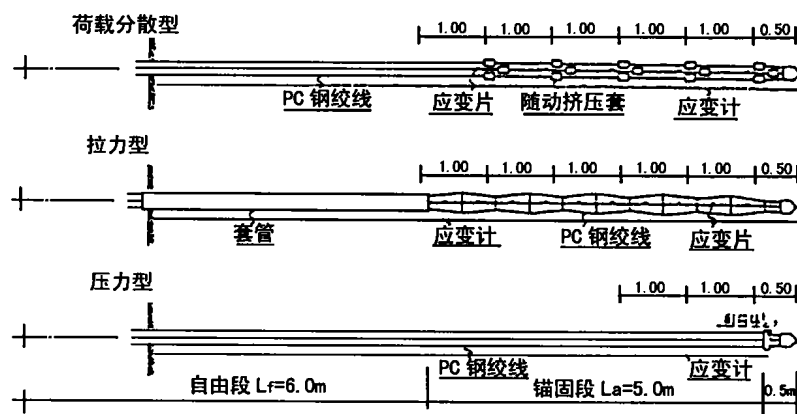 荷载分散型
1.00 1.00 1.00 1.00 1.00 0.50
PC 钢绞线 应变片 随动挤压套 应变计
拉力型
1.00 1.00 1.00 1.00 1.00 0.50
套管 应变计 PC 钢绞线 应变片
压力型
1.00 1.00 0.50
PC 钢绞线 应变计
自由段 Lf=6.0m 锚固段 La=5.0m 0.5m